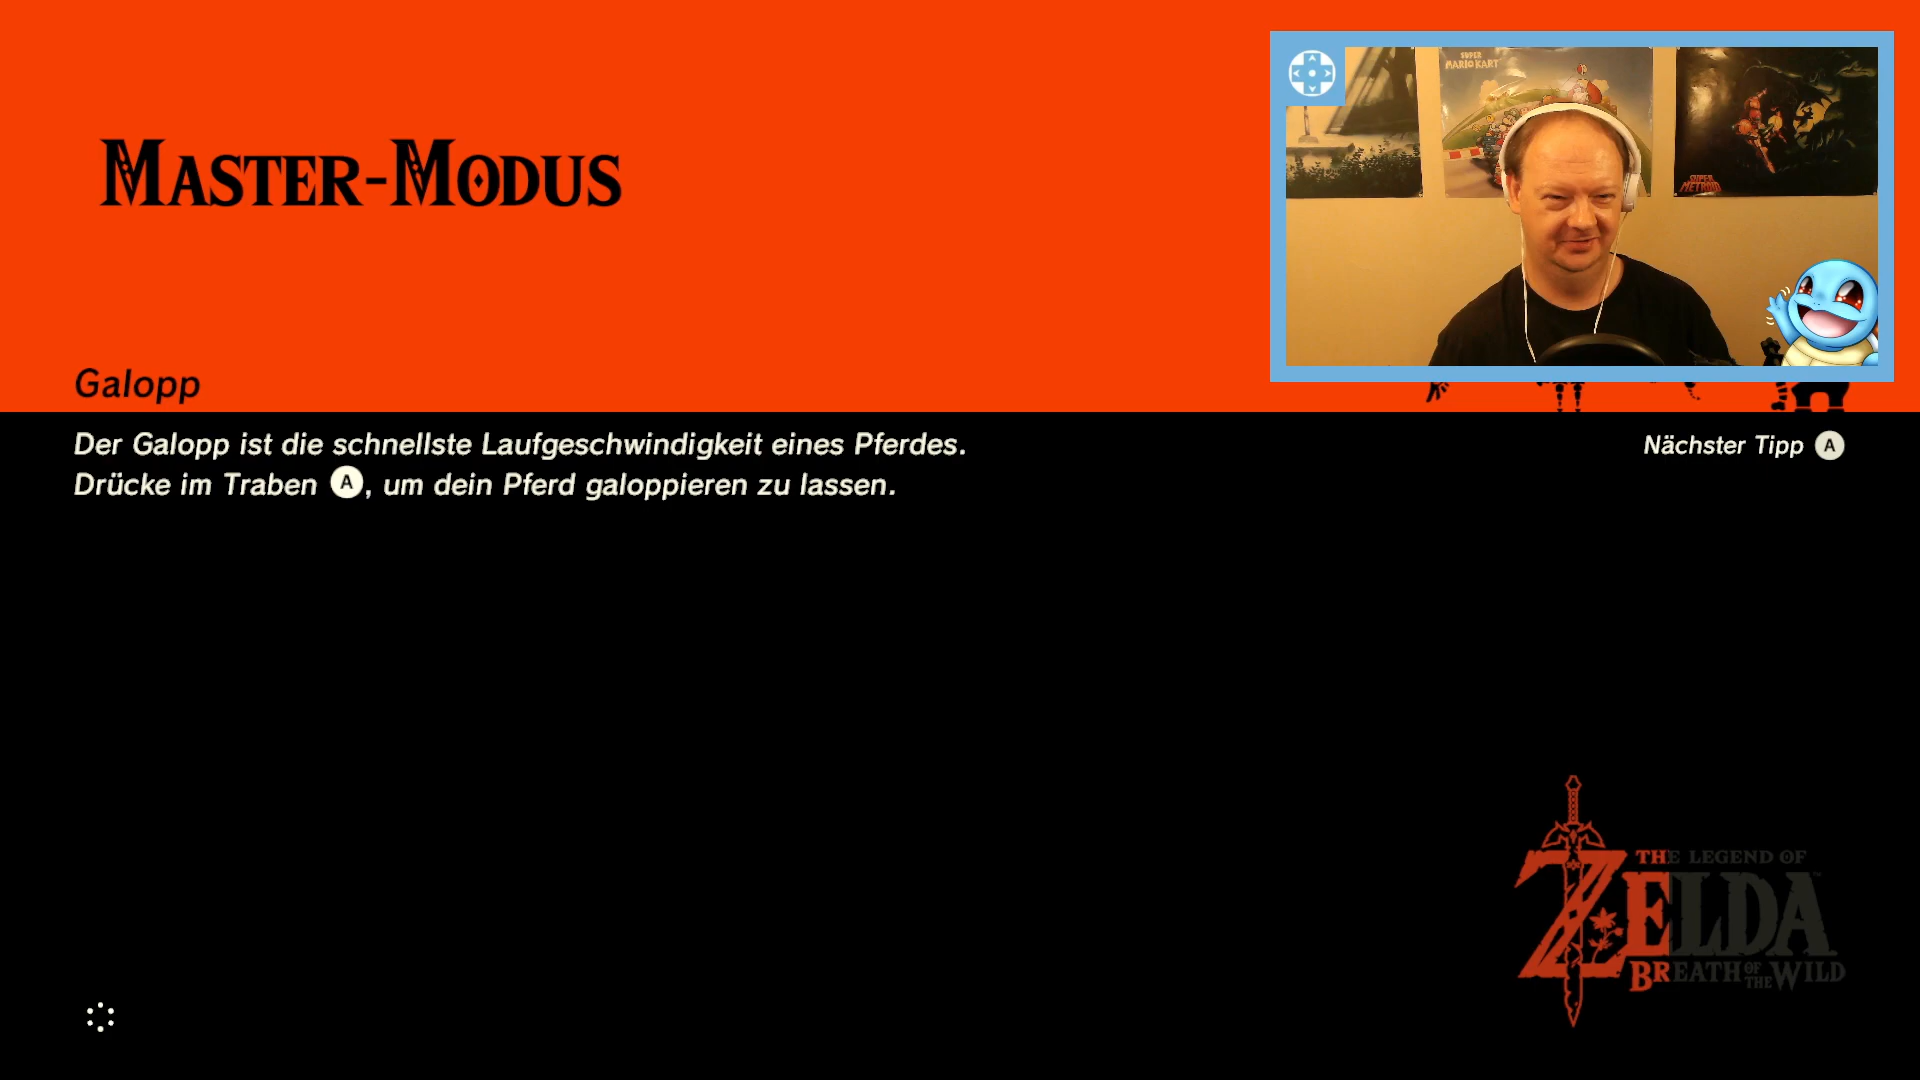 MASTER-MODUS
SUPER
MARIO KART
SUPER
METROID
Galopp
Der Galopp ist die schnellste Laufgeschwindigkeit eines Pferdes.
Drücke im Traben A, um dein Pferd galoppieren zu lassen.
Nächster Tipp A
THE LEGEND OF
ZELDA
BREATH OF THE WILD